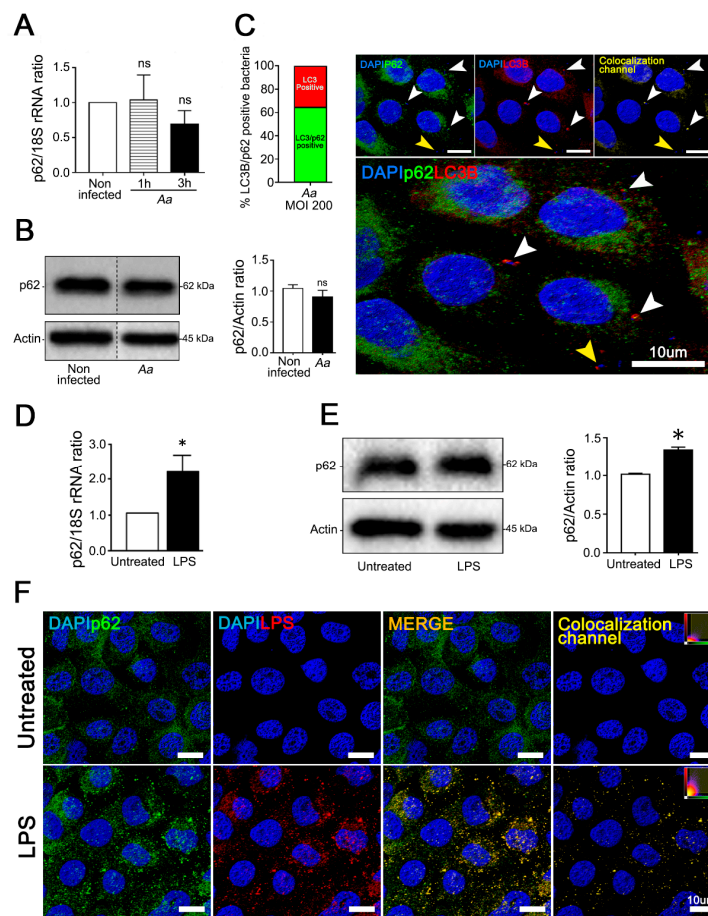 A
p62/18S rRNA ratio
1.5
1.0
0.5
0.0
ns
ns
Non
infected
1h
3h
Aa
C
% LC3B/p62 positive bacteria
100
80
60
40
20
0
LC3
Positive
LC3/p62
positive
Aa
MOI 200
DAPIP62
DAPILC3B
Colocalization
channel
DAPIp62LC3B
10um
B
p62
62 kDa
Actin
45 kDa
Non
infected
Aa
p62/Actin ratio
1.5
1.0
0.5
0.0
ns
Non
infected
Aa
D
p62/18S rRNA ratio
3.0
2.0
1.0
0.0
*
Untreated
LPS
E
p62
62 kDa
Actin
45 kDa
Untreated
LPS
p62/Actin ratio
1.5
1.0
0.5
0.0
*
Untreated
LPS
F
DAPIp62
DAPILPS
MERGE
Colocalization
channel
Untreated
LPS
10um